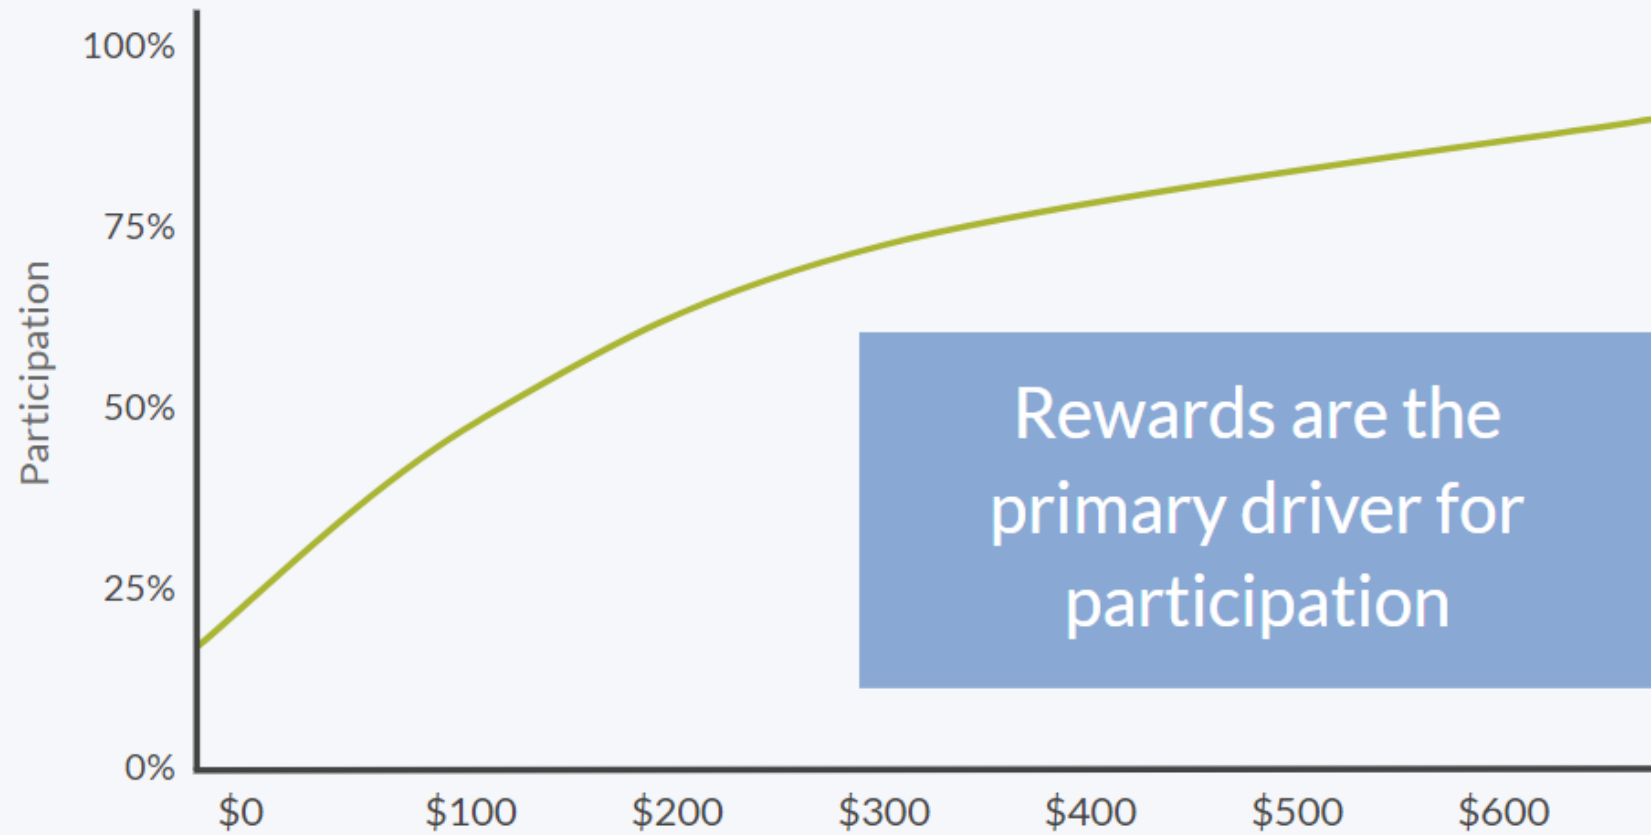 100%
75%
50%
25%
0%
Participation
Rewards are the
primary driver for
participation
$0 $100 $200 $300 $400 $500 $600